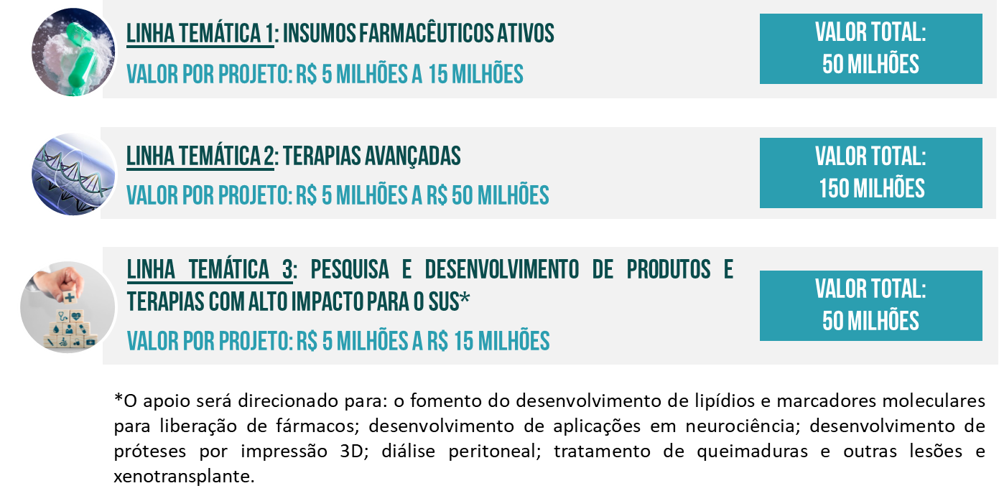 LINHA TEMÁTICA 1: INSUMOS FARMACÊUTICOS ATIVOS
VALOR POR PROJETO: R$ 5 MILHÕES A 15 MILHÕES
VALOR TOTAL:
50 MILHÕES
LINHA TEMÁTICA 2: TERAPIAS AVANÇADAS
VALOR POR PROJETO: R$ 5 MILHÕES A R$ 50 MILHÕES
VALOR TOTAL:
150 MILHÕES
LINHA TEMÁTICA 3: PESQUISA E DESENVOLVIMENTO DE PRODUTOS E
TERAPIAS COM ALTO IMPACTO PARA O SUS*
VALOR POR PROJETO: R$ 5 MILHÕES A R$ 15 MILHÕES
VALOR TOTAL:
50 MILHÕES
*O apoio será direcionado para: o fomento do desenvolvimento de lipídios e marcadores moleculares
para liberação de fármacos; desenvolvimento de aplicações em neurociência; desenvolvimento de
próteses por impressão 3D; diálise peritoneal; tratamento de queimaduras e outras lesões e
xenotransplante.